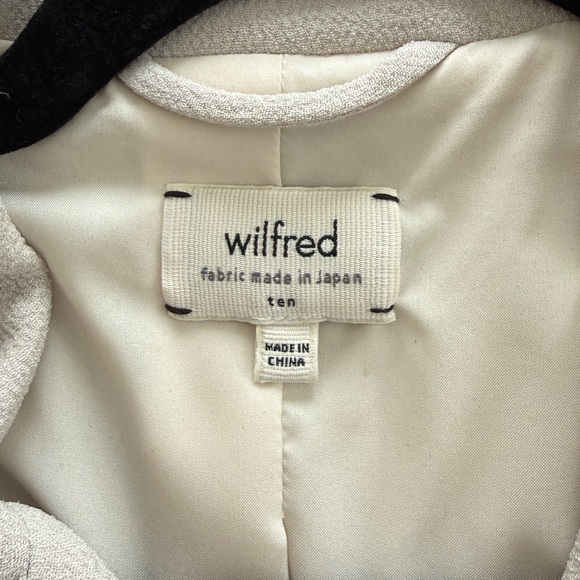 wilfred
fabric made in Japan
ten
MADE IN
CHINA